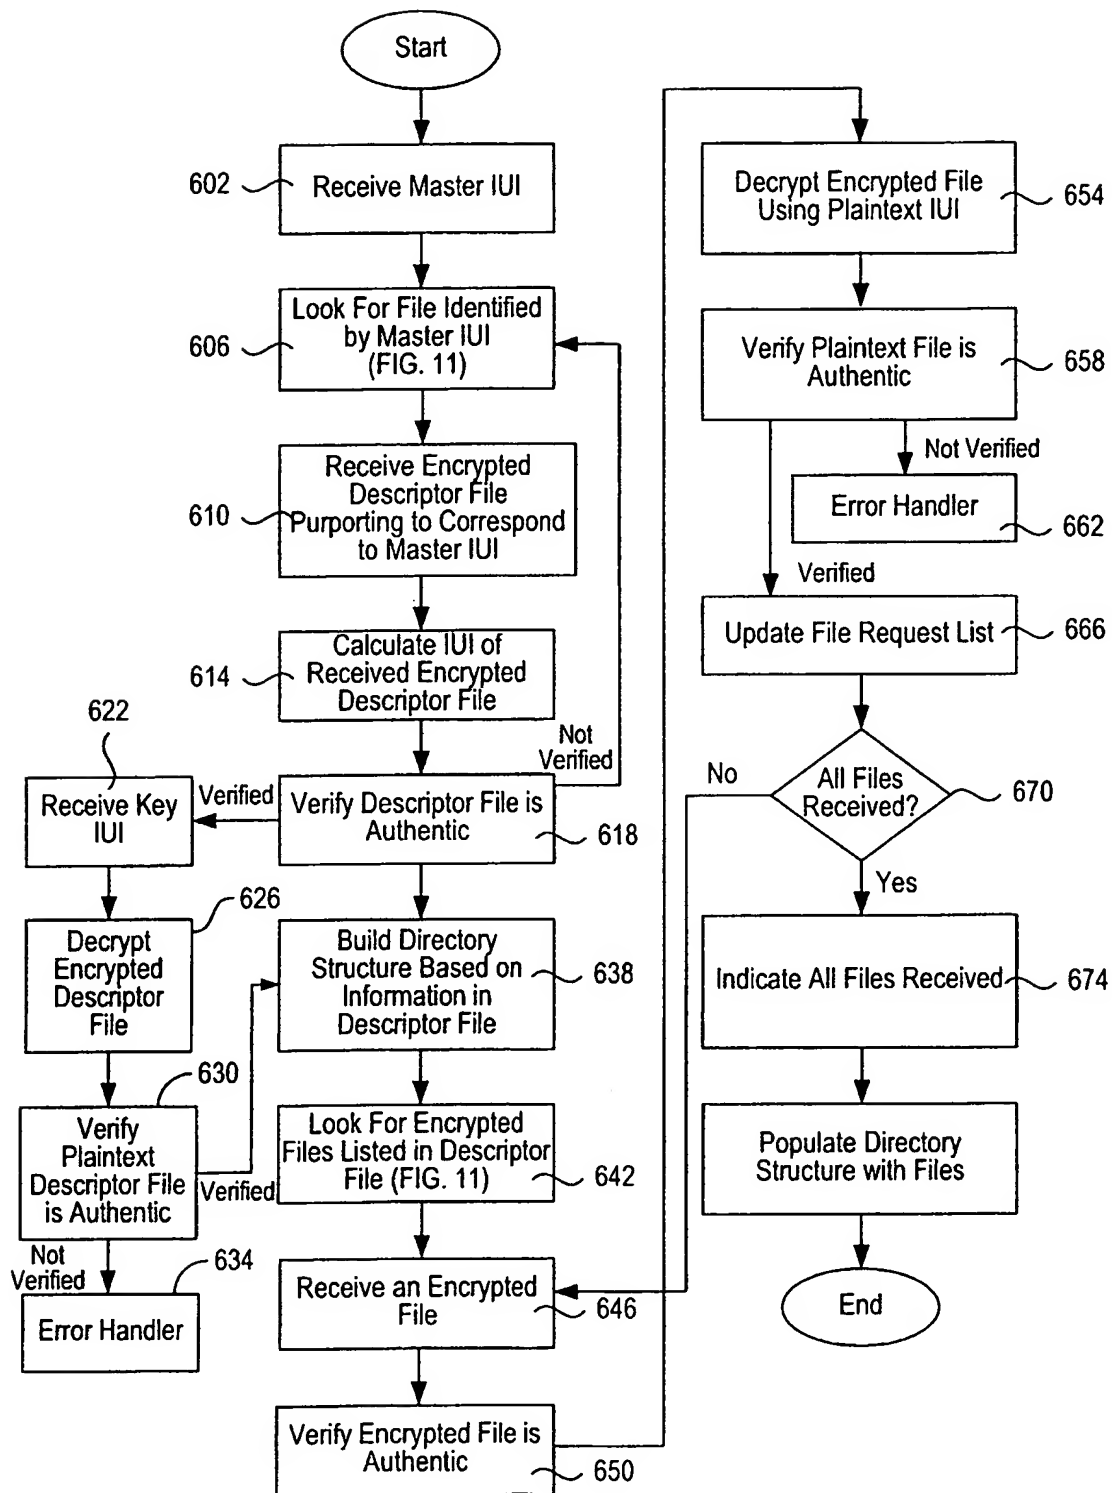 Start
602
Receive Master IUI
606
Look For File Identified
by Master IUI
(FIG. 11)
610
Receive Encrypted
Descriptor File
Purporting to Correspond
to Master IUI
614
Calculate IUI of
Received Encrypted
Descriptor File
Not
Verified
Verify Descriptor File is
Authentic
618
Verified
622
Receive Key
IUI
626
Decrypt
Encrypted
Descriptor
File
630
Verify
Plaintext
Descriptor File
is Authentic
Verified
Not
Verified
634
Error Handler
Build Directory
Structure Based on
Information in
Descriptor File
638
Look For Encrypted
Files Listed in Descriptor
File (FIG. 11)
642
Receive an Encrypted
File
646
Verify Encrypted File is
Authentic
650
Decrypt Encrypted File
Using Plaintext IUI
654
Verify Plaintext File is
Authentic
658
Not Verified
Error Handler
662
Verified
Update File Request List
666
All Files
Received?
670
No
Yes
Indicate All Files Received
674
Populate Directory
Structure with Files
End